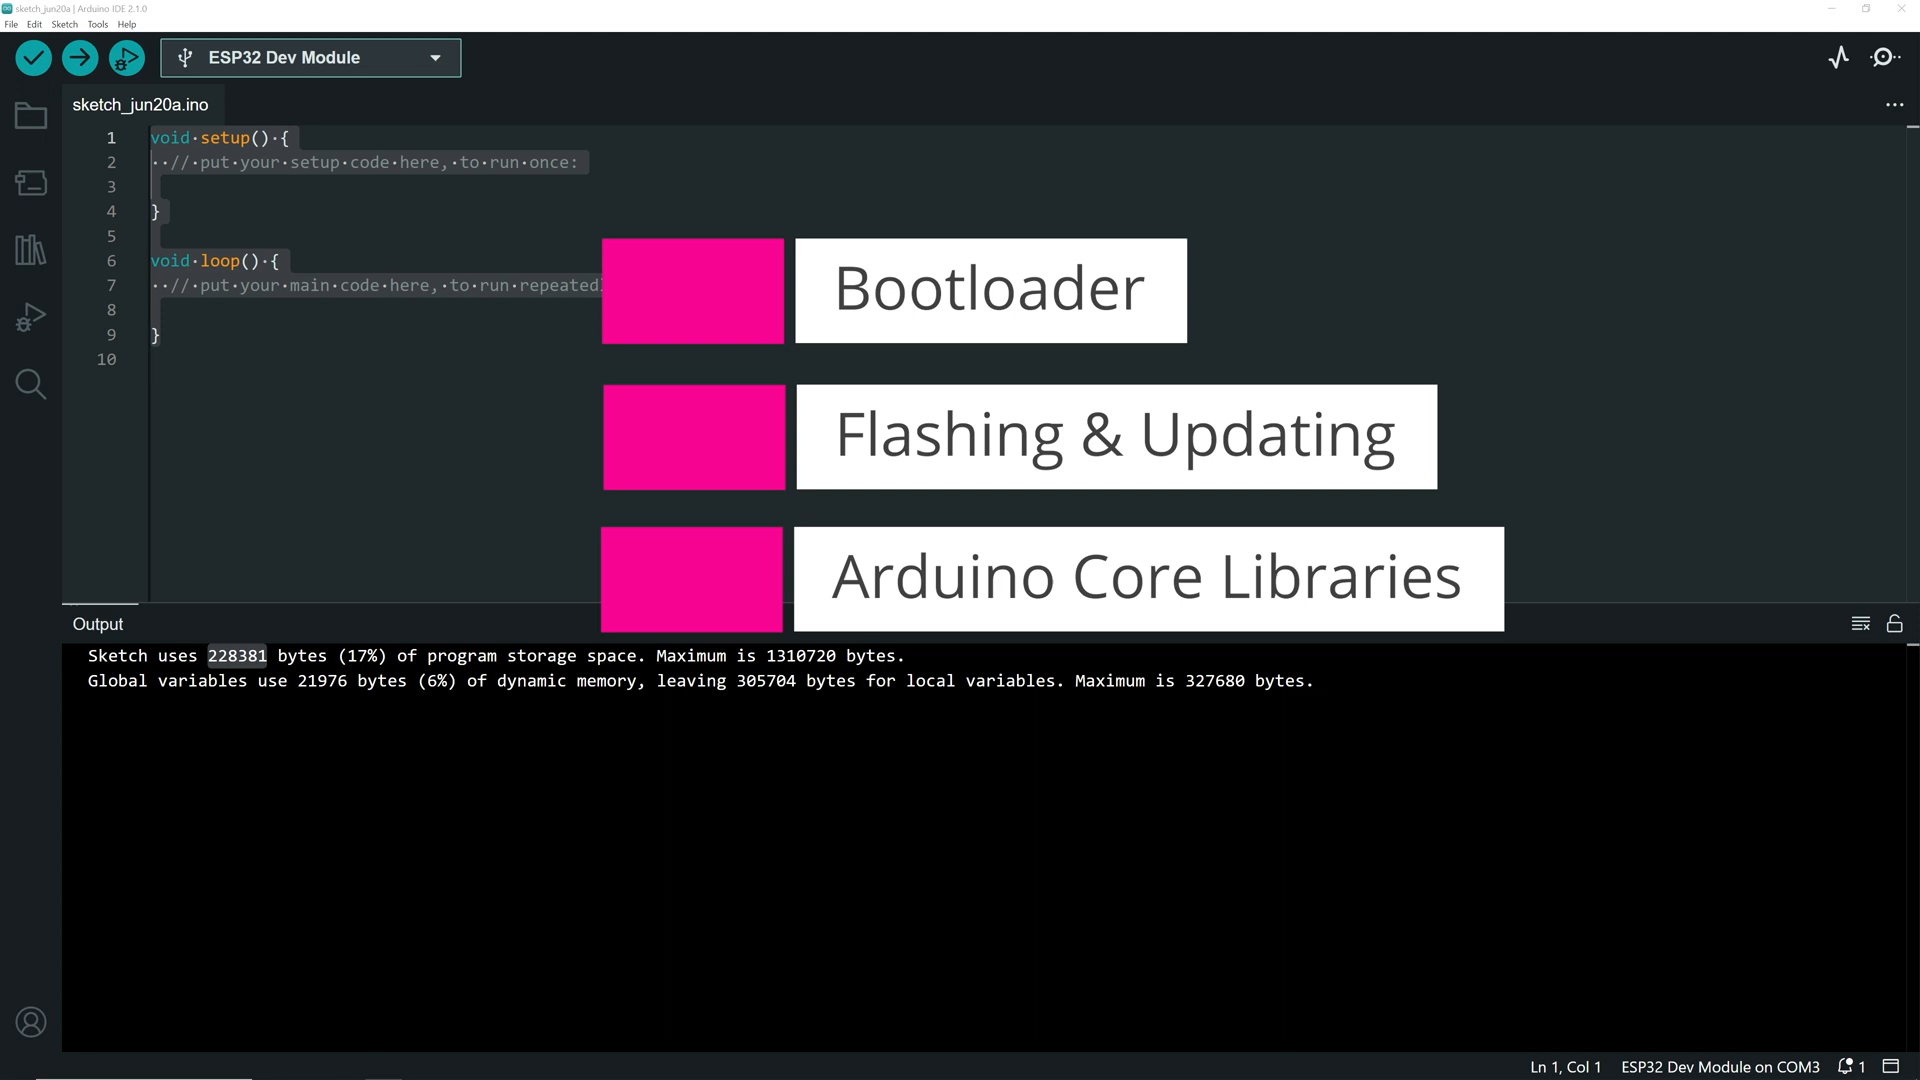 sketch_jun20a | Arduino IDE 2.1.0
File Edit Sketch Tools Help
ESP32 Dev Module
sketch_jun20a.ino
1 void·setup()·{
2 ··//·put·your·setup·code·here,·to·run·once:
3
4 }
5
6 void·loop()·{
7 ··//·put·your·main·code·here,·to·run·repeatedl
8
9 }
10
Bootloader
Flashing & Updating
Arduino Core Libraries
Output
Sketch uses 228381 bytes (17%) of program storage space. Maximum is 1310720 bytes.
Global variables use 21976 bytes (6%) of dynamic memory, leaving 305704 bytes for local variables. Maximum is 327680 bytes.
Ln 1, Col 1 ESP32 Dev Module on COM3 1